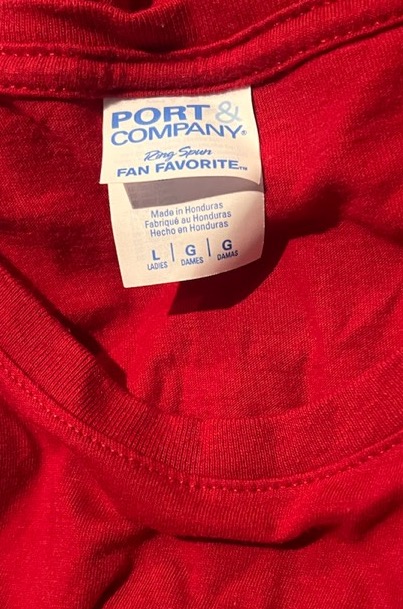 PORT &
COMPANY®
Ring Spun
FAN FAVORITE™
Made in Honduras
Fabriqué au Honduras
Hecho en Honduras
L | G | G
LADIES DAMES DAMAS